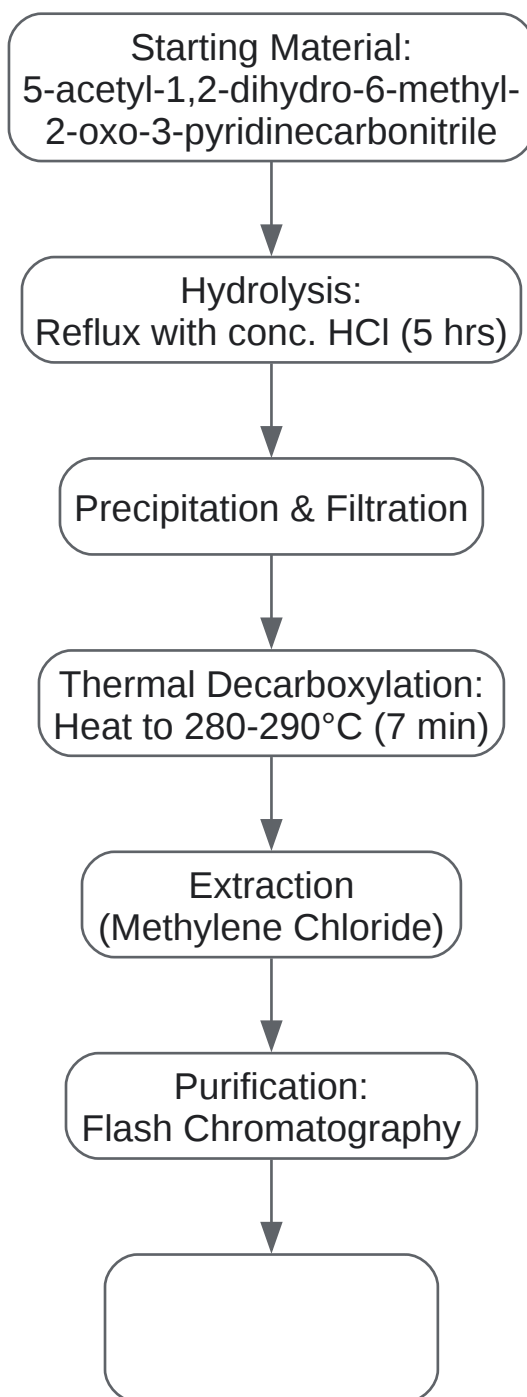 Starting Material:
5-acetyl-1,2-dihydro-6-methyl-
2-oxo-3-pyridinecarbonitrile
Hydrolysis:
Reflux with conc. HCl (5 hrs)
Precipitation & Filtration
Thermal Decarboxylation:
Heat to 280-290°C (7 min)
Extraction
(Methylene Chloride)
Purification:
Flash Chromatography